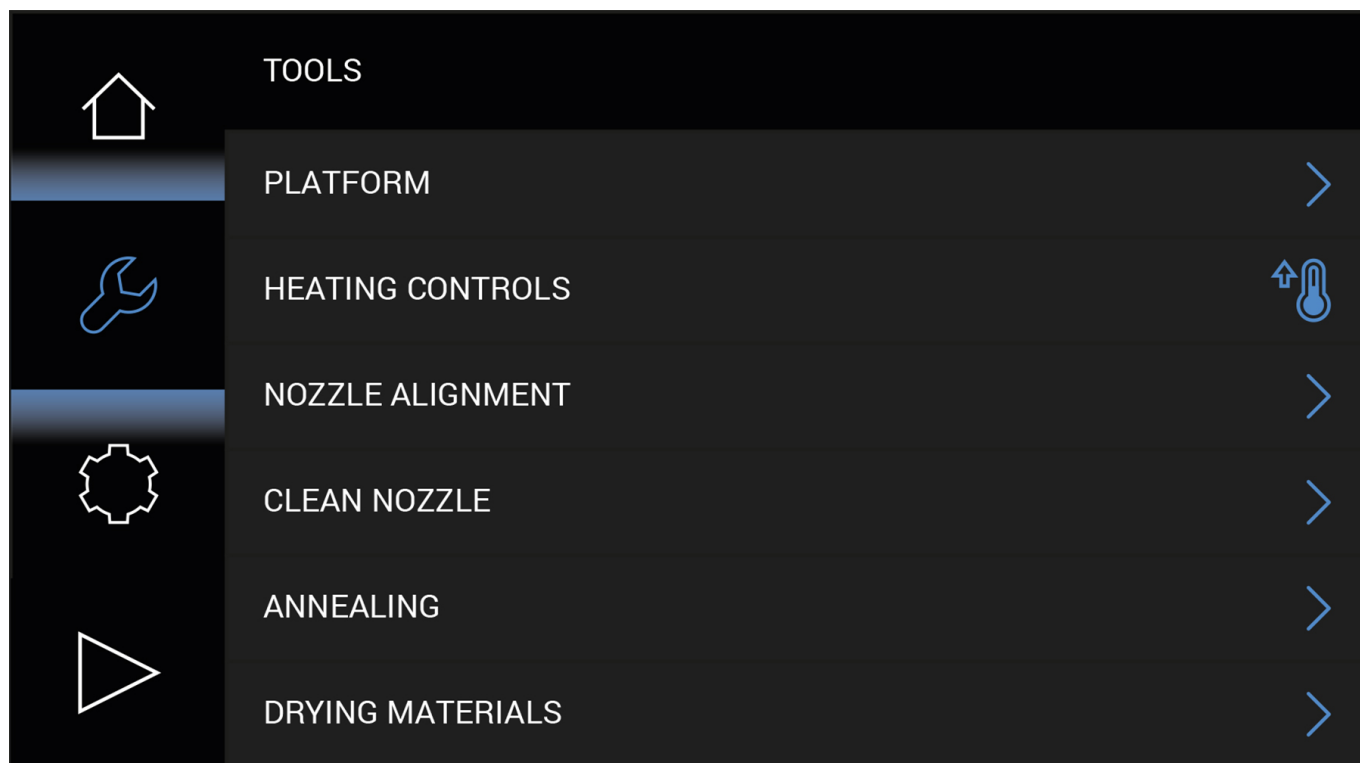 TOOLS
PLATFORM
HEATING CONTROLS
NOZZLE ALIGNMENT
CLEAN NOZZLE
ANNEALING
DRYING MATERIALS